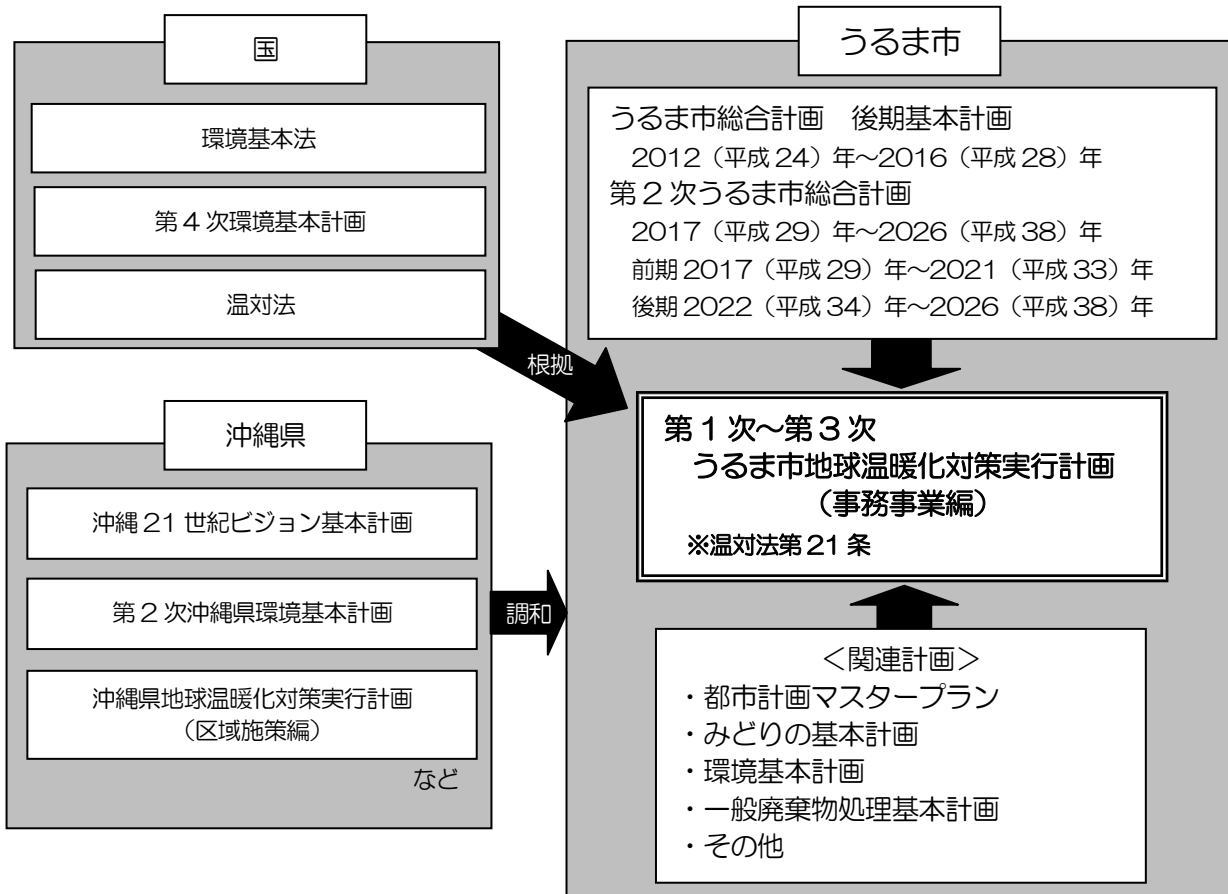 国
環境基本法
第4次環境基本計画
温対法
根拠
沖縄県
沖縄21世紀ビジョン基本計画
第2次沖縄県環境基本計画
沖縄県地球温暖化対策実行計画
（区域施策編）
など
調和
うるま市
うるま市総合計画　後期基本計画
2012（平成24）年～2016（平成28）年
第2次うるま市総合計画
2017（平成29）年～2026（平成38）年
前期2017（平成29）年～2021（平成33）年
後期2022（平成34）年～2026（平成38）年
第1次～第3次
うるま市地球温暖化対策実行計画
（事務事業編）
※温対法第21条
＜関連計画＞
・都市計画マスタープラン
・みどりの基本計画
・環境基本計画
・一般廃棄物処理基本計画
・その他